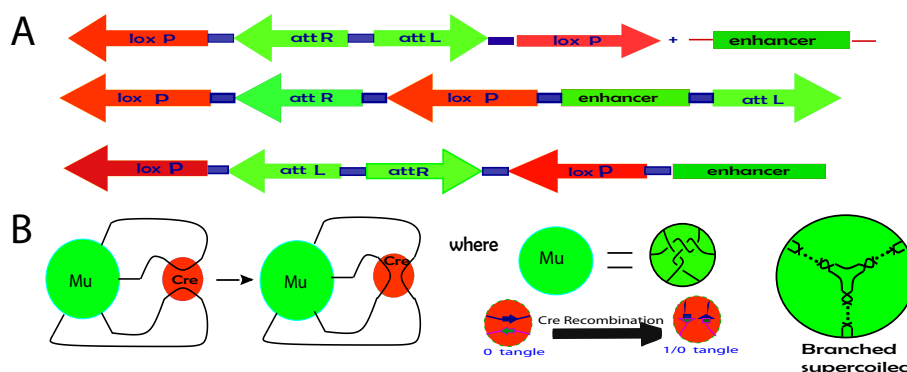 A
lox P att R att L lox P + enhancer
lox P att R lox P enhancer att L
lox P att L attR lox P enhancer
B
Mu Cre Mu Cre where Mu =
Cre Recombination
0 tangle 1/0 tangle
Branched
supercoiled